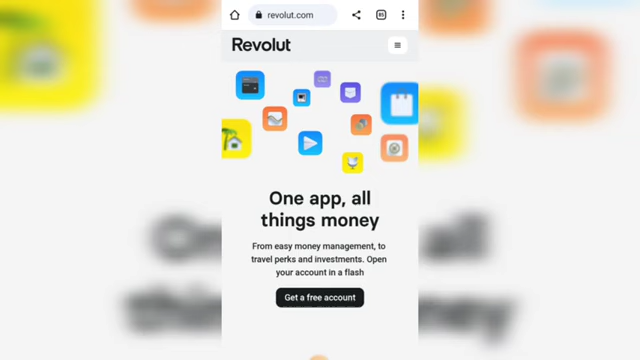 revolut.com
85
Revolut
One app, all
things money
From easy money management, to
travel perks and investments. Open
your account in a flash
Get a free account